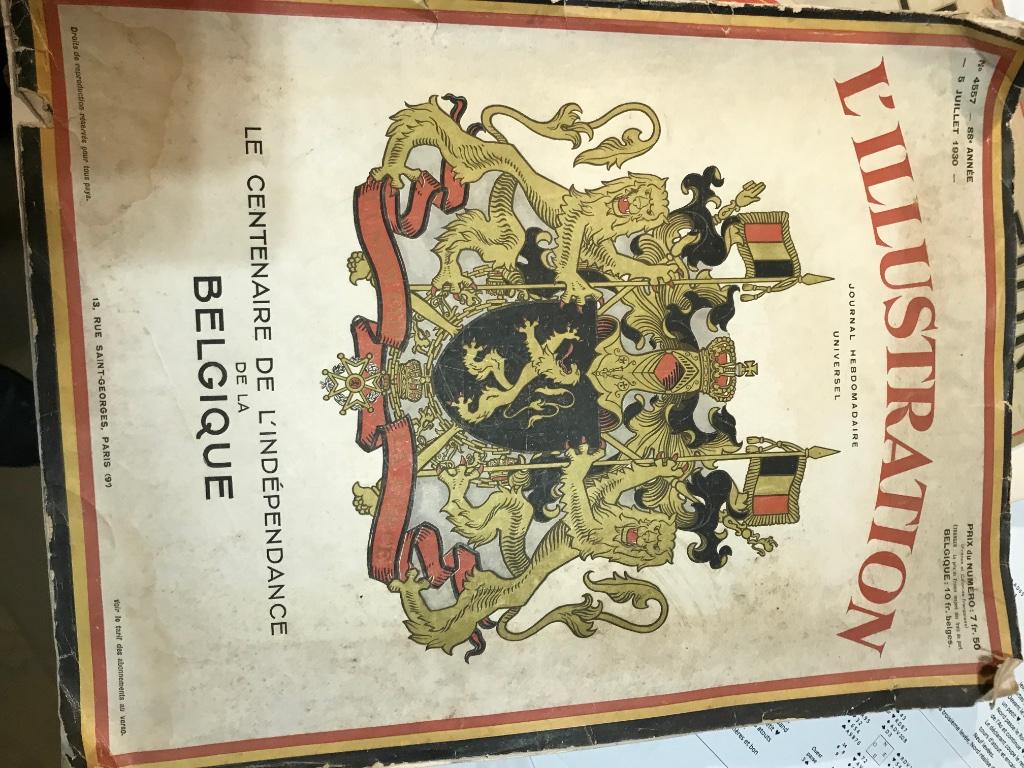 N° 4557 — 88e ANNÉE
— 5 JUILLET 1930 —
PRIX du NUMÉRO : 7 fr. 50
BELGIQUE : 10 fr. belges.
L'ILLUSTRATION
JOURNAL HEBDOMADAIRE
UNIVERSEL
LE CENTENAIRE DE L'INDÉPENDANCE
DE LA
BELGIQUE
Droits de reproduction réservés pour tous pays.
13, RUE SAINT-GEORGES, PARIS (9e)
Voir le tarif des abonnements au verso.